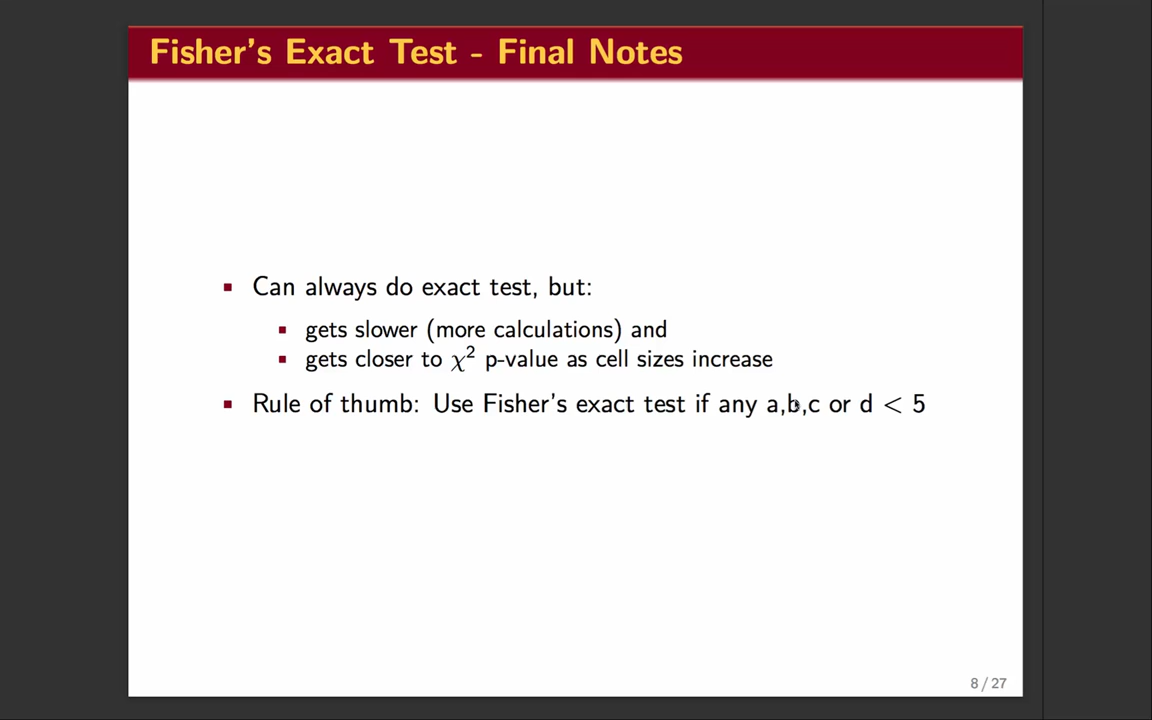 Fisher's Exact Test - Final Notes
Can always do exact test, but:
gets slower (more calculations) and
gets closer to χ² p-value as cell sizes increase
Rule of thumb: Use Fisher's exact test if any a,b,c or d < 5
8 / 27